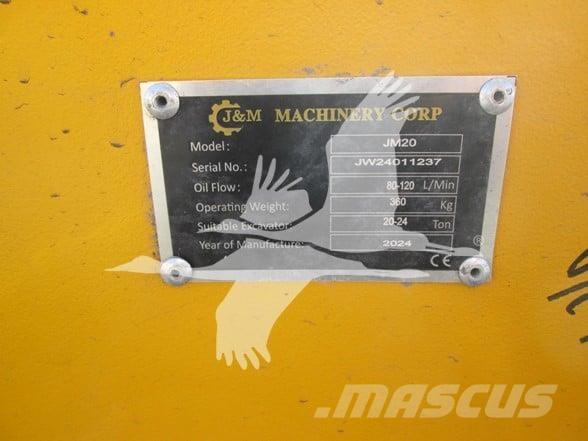 J&M MACHINERY CORP
Model: JM20
Serial No.: JW24011237
Oil Flow: 80-120 L/Min
Operating Weight: 360 Kg
Suitable Excavator: 20-24 Ton
Year of Manufacture: 2024
®
CE
MASCUS